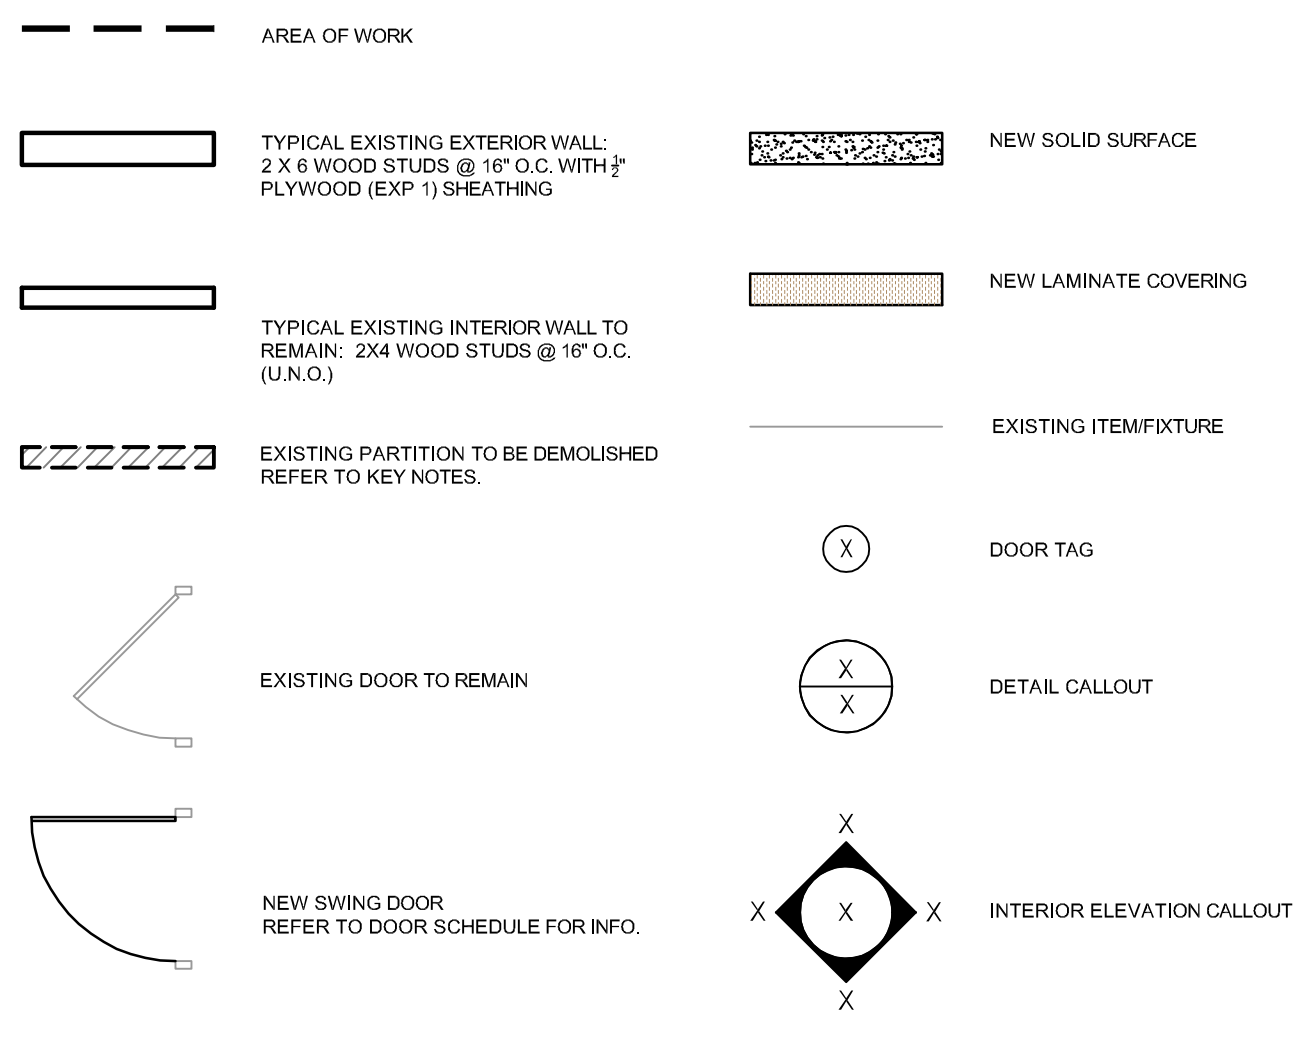 AREA OF WORK
TYPICAL EXISTING EXTERIOR WALL:
2 X 6 WOOD STUDS @ 16" O.C. WITH ½"
PLYWOOD (EXP 1) SHEATHING
TYPICAL EXISTING INTERIOR WALL TO
REMAIN:  2X4 WOOD STUDS @ 16" O.C.
(U.N.O.)
EXISTING PARTITION TO BE DEMOLISHED
REFER TO KEY NOTES.
EXISTING DOOR TO REMAIN
NEW SWING DOOR
REFER TO DOOR SCHEDULE FOR INFO.
NEW SOLID SURFACE
NEW LAMINATE COVERING
EXISTING ITEM/FIXTURE
X
DOOR TAG
X
X
DETAIL CALLOUT
X
X X X
X
INTERIOR ELEVATION CALLOUT